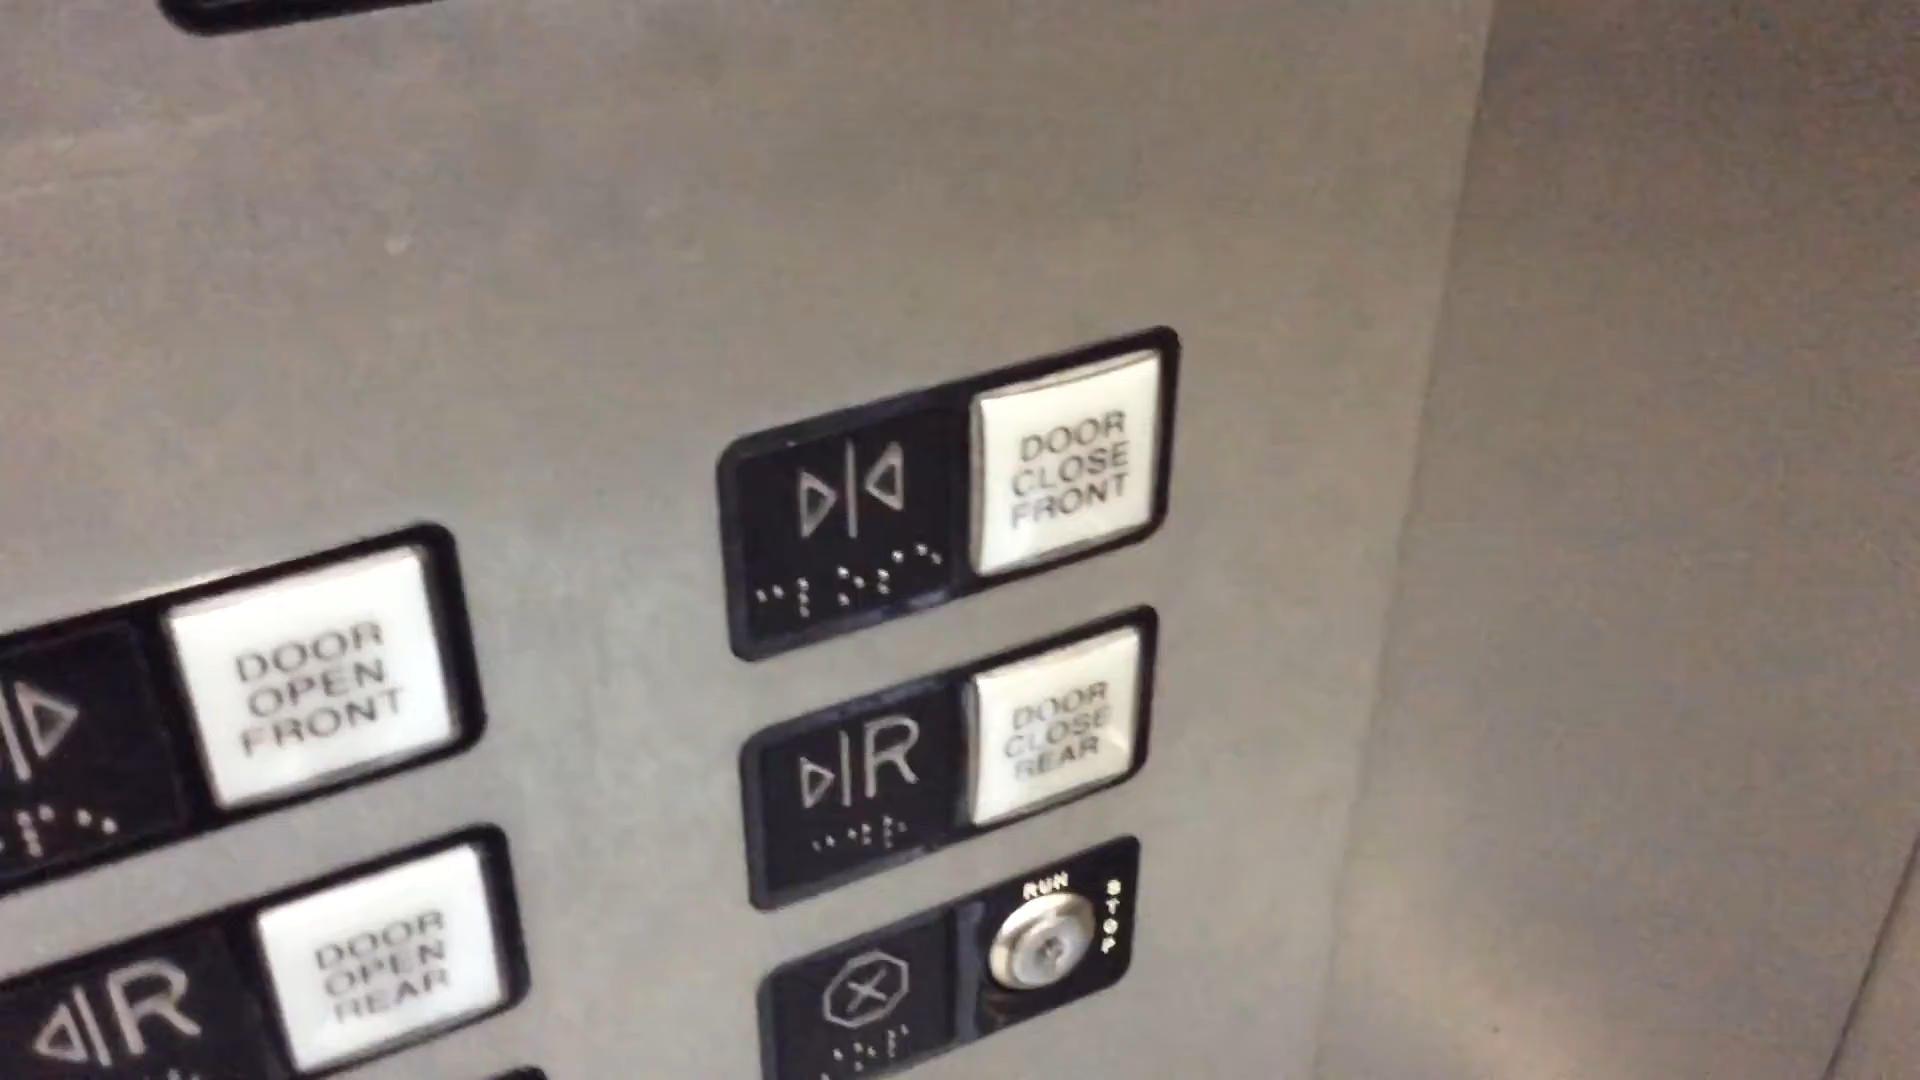 DOOR
CLOSE
FRONT
DOOR
OPEN
FRONT
R
DOOR
CLOSE
REAR
RUN
STOP
R
DOOR
OPEN
REAR